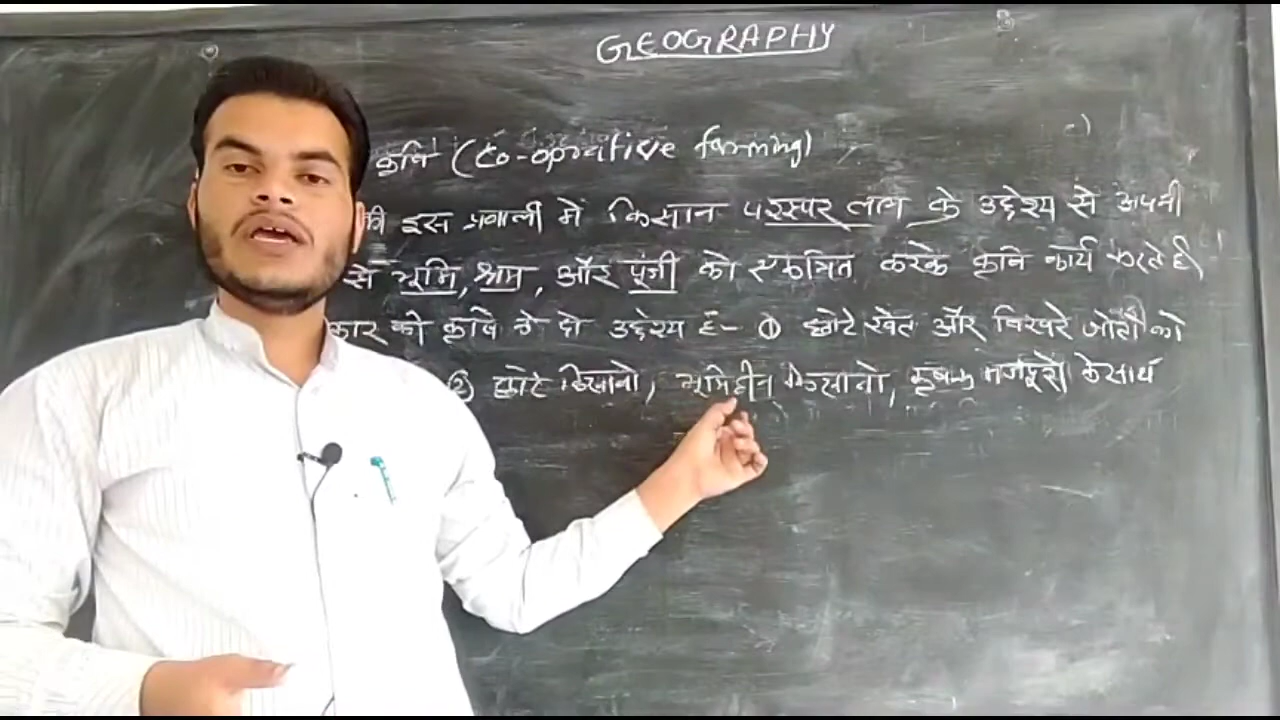 GEOGRAPHY
कृषि (Co-opratitive farming)
की इस प्रणाली में किसान परस्पर लाभ के उद्देश्य से अपनी
से भूमि, श्रम, और पूंजी को एकत्रित करके कृषि कार्य करते हैं
कार की कृषि के दो उद्देश्य हैं- ① छोटे खेत और बिखरे जोतों को
② छोटे किसानो, भूमिहीन किसानो, कृषक मजदूरो के साथ